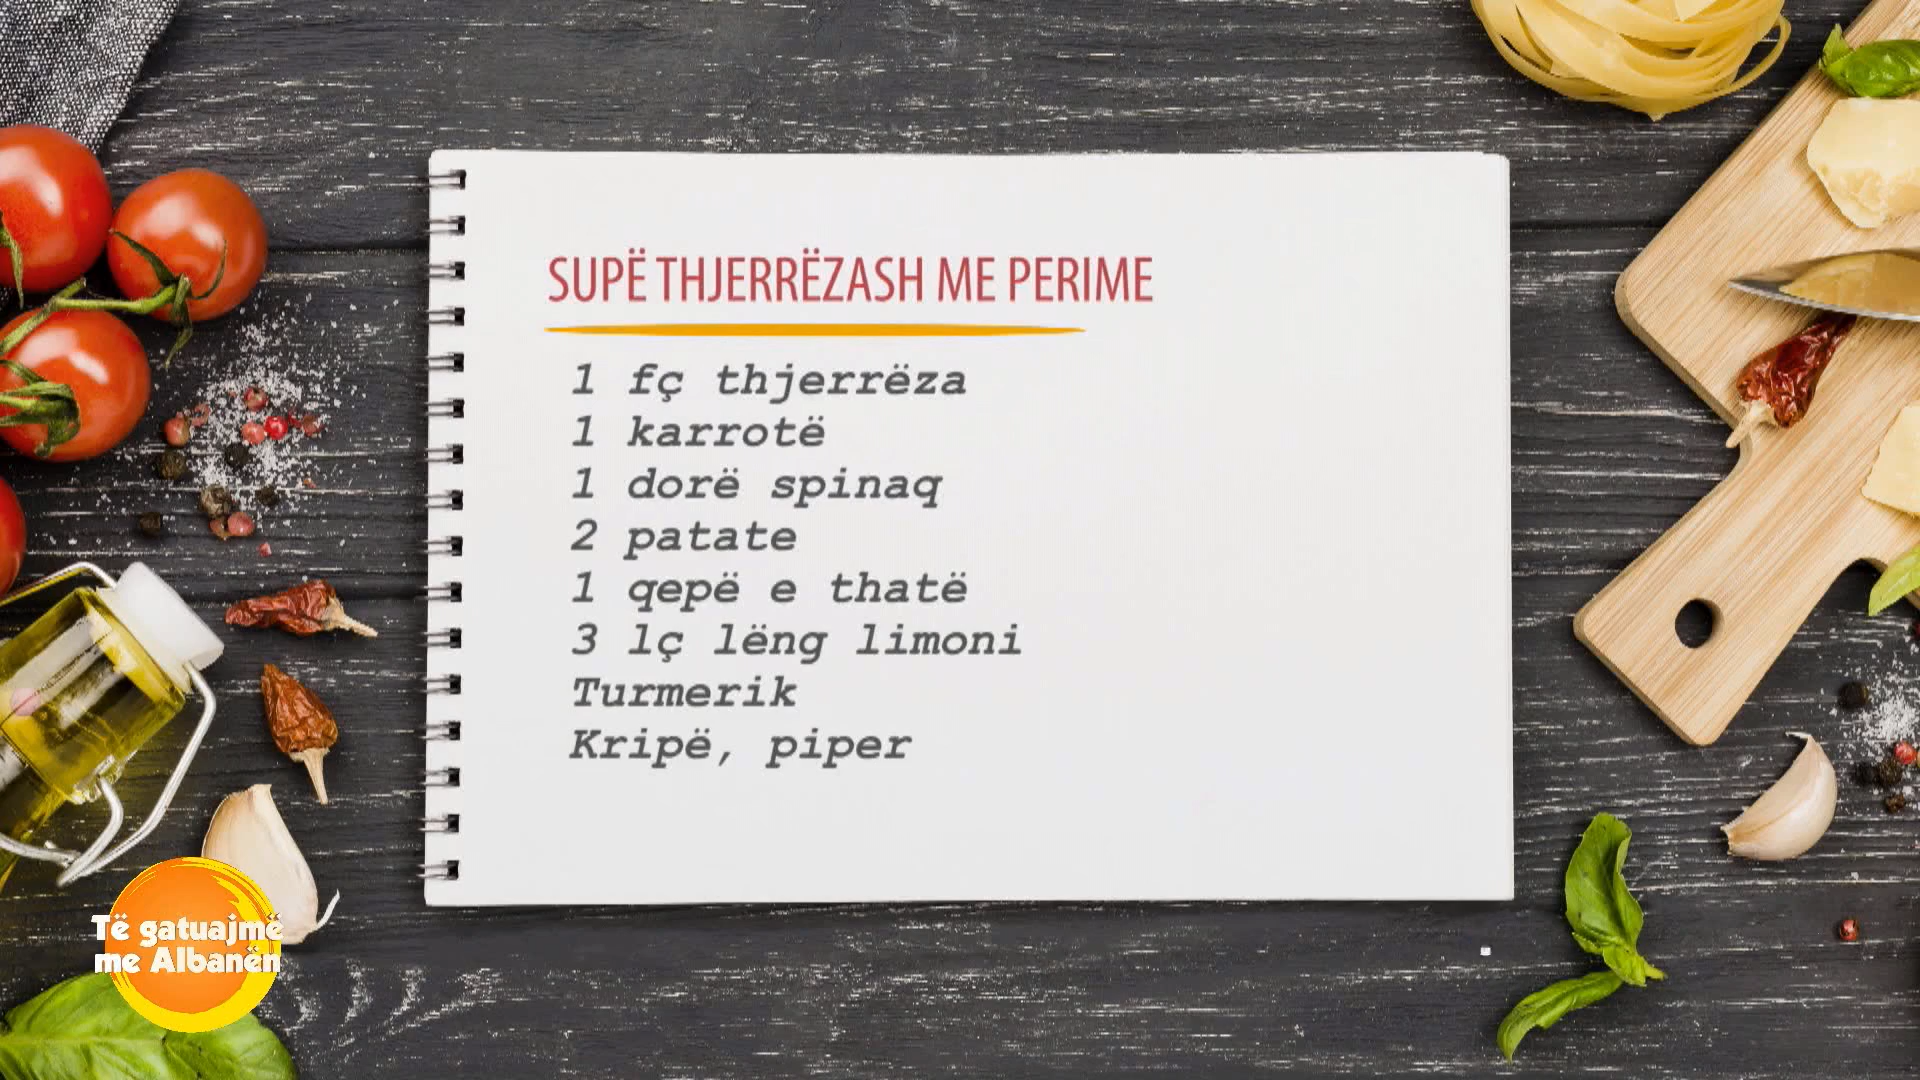 SUPË THJERRËZASH ME PERIME
1 fç thjerrëza
1 karrotë
1 dorë spinaq
2 patate
1 qepë e thatë
3 lç lëng limoni
Turmerik
Kripë, piper
Të gatuajmë
me Albanën